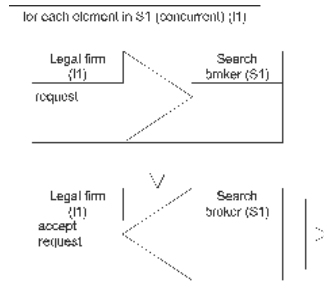 for each element in S1 (concurrent) (I1)
Legal firm
(I1)
Search
broker (S1)
request
Legal firm
(I1)
Search
broker (S1)
accept
request